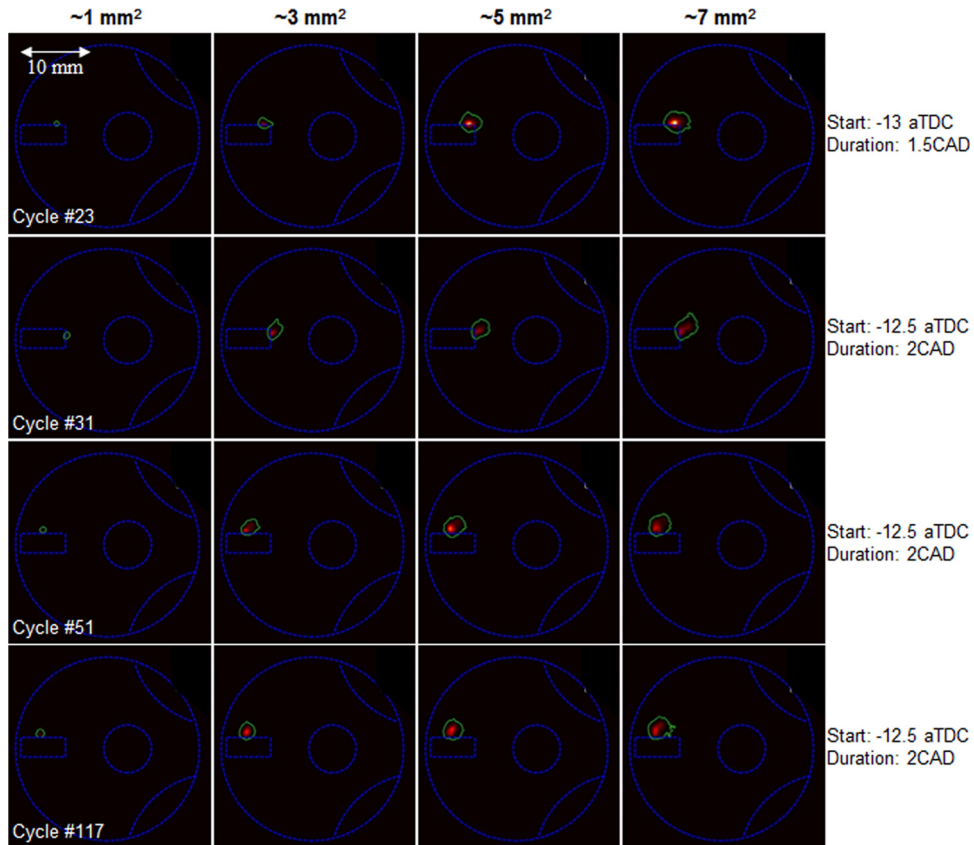 ~1 mm² ~3 mm² ~5 mm² ~7 mm²
10 mm
Cycle #23
Start: -13 aTDC
Duration: 1.5CAD
Cycle #31
Start: -12.5 aTDC
Duration: 2CAD
Cycle #51
Start: -12.5 aTDC
Duration: 2CAD
Cycle #117
Start: -12.5 aTDC
Duration: 2CAD